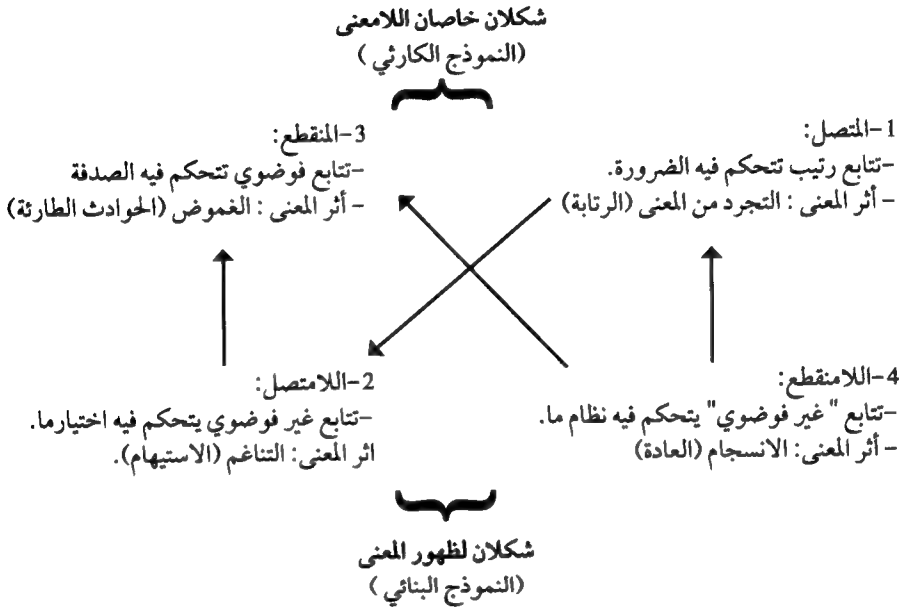 شكلان خاصان اللامعنى
(النموذج الكارثي )
1-المتصل:
-تتابع رتيب تتحكم فيه الضرورة.
- أثر المعنى : التجرد من المعنى (الرتابة)
3-المنقطع:
-تتابع فوضوي تتحكم فيه الصدفة
- أثر المعنى : الغموض (الحوادث الطارئة)
4-اللامنقطع:
-تتابع " غير فوضوي" يتحكم فيه نظام ما.
- أثر المعنى: الانسجام (العادة)
2-اللامتصل:
-تتابع غير فوضوي يتحكم فيه اختيارما.
اثر المعنى: التناغم (الاستيهام).
شكلان لظهور المعنى
(النموذج البنائي )